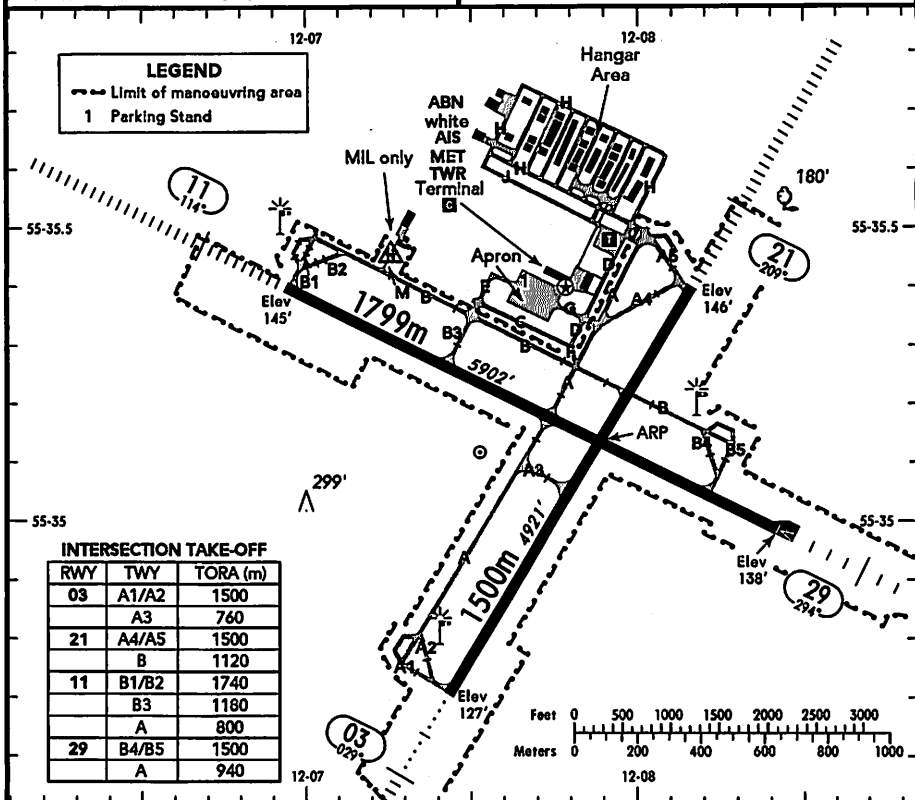 12-07
12-08
LEGEND
Limit of manoeuvring area
1 Parking Stand
Hangar
Area
ABN
white
AIS
MET
TWR
Terminal
C
MIL only
H
H
H
H
J
180'
11
114°
55-35.5
55-35.5
21
209°
T
D
A5
A4
A
Apron
1
E
G
D
F
C
B1
B2
M
B
B3
B
A
B
Elev
145'
Elev
146'
1799m
5902'
ARP
B4
B5
A3
299'
55-35
55-35
4921'
1500m
A
A2
A1
Elev
138'
29
294°
Elev
127'
03
029°
INTERSECTION TAKE-OFF
RWY TWY TORA (m)
03 A1/A2 1500
A3 760
21 A4/A5 1500
B 1120
11 B1/B2 1740
B3 1180
A 800
29 B4/B5 1500
A 940
Feet 0 500 1000 1500 2000 2500 3000
Meters 0 200 400 600 800 1000
12-07
12-08